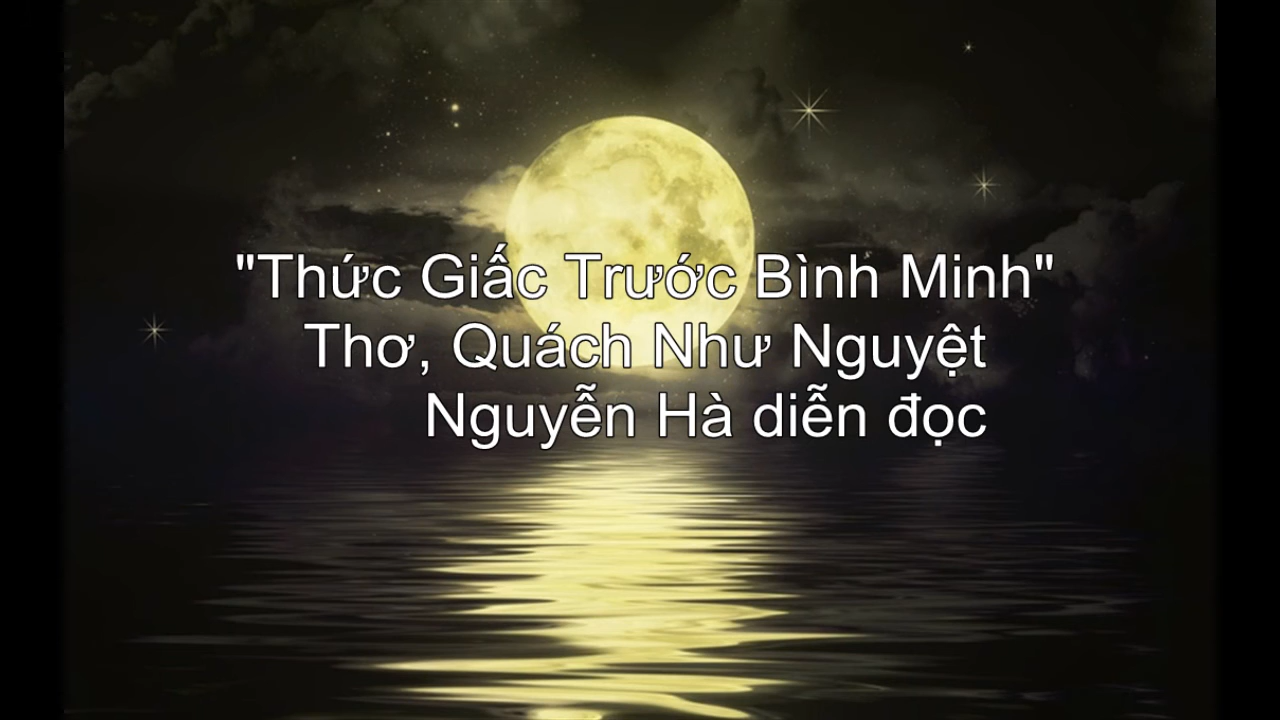 "Thức Giấc Trước Bình Minh"
Thơ, Quách Như Nguyệt
Nguyễn Hà diễn đọc